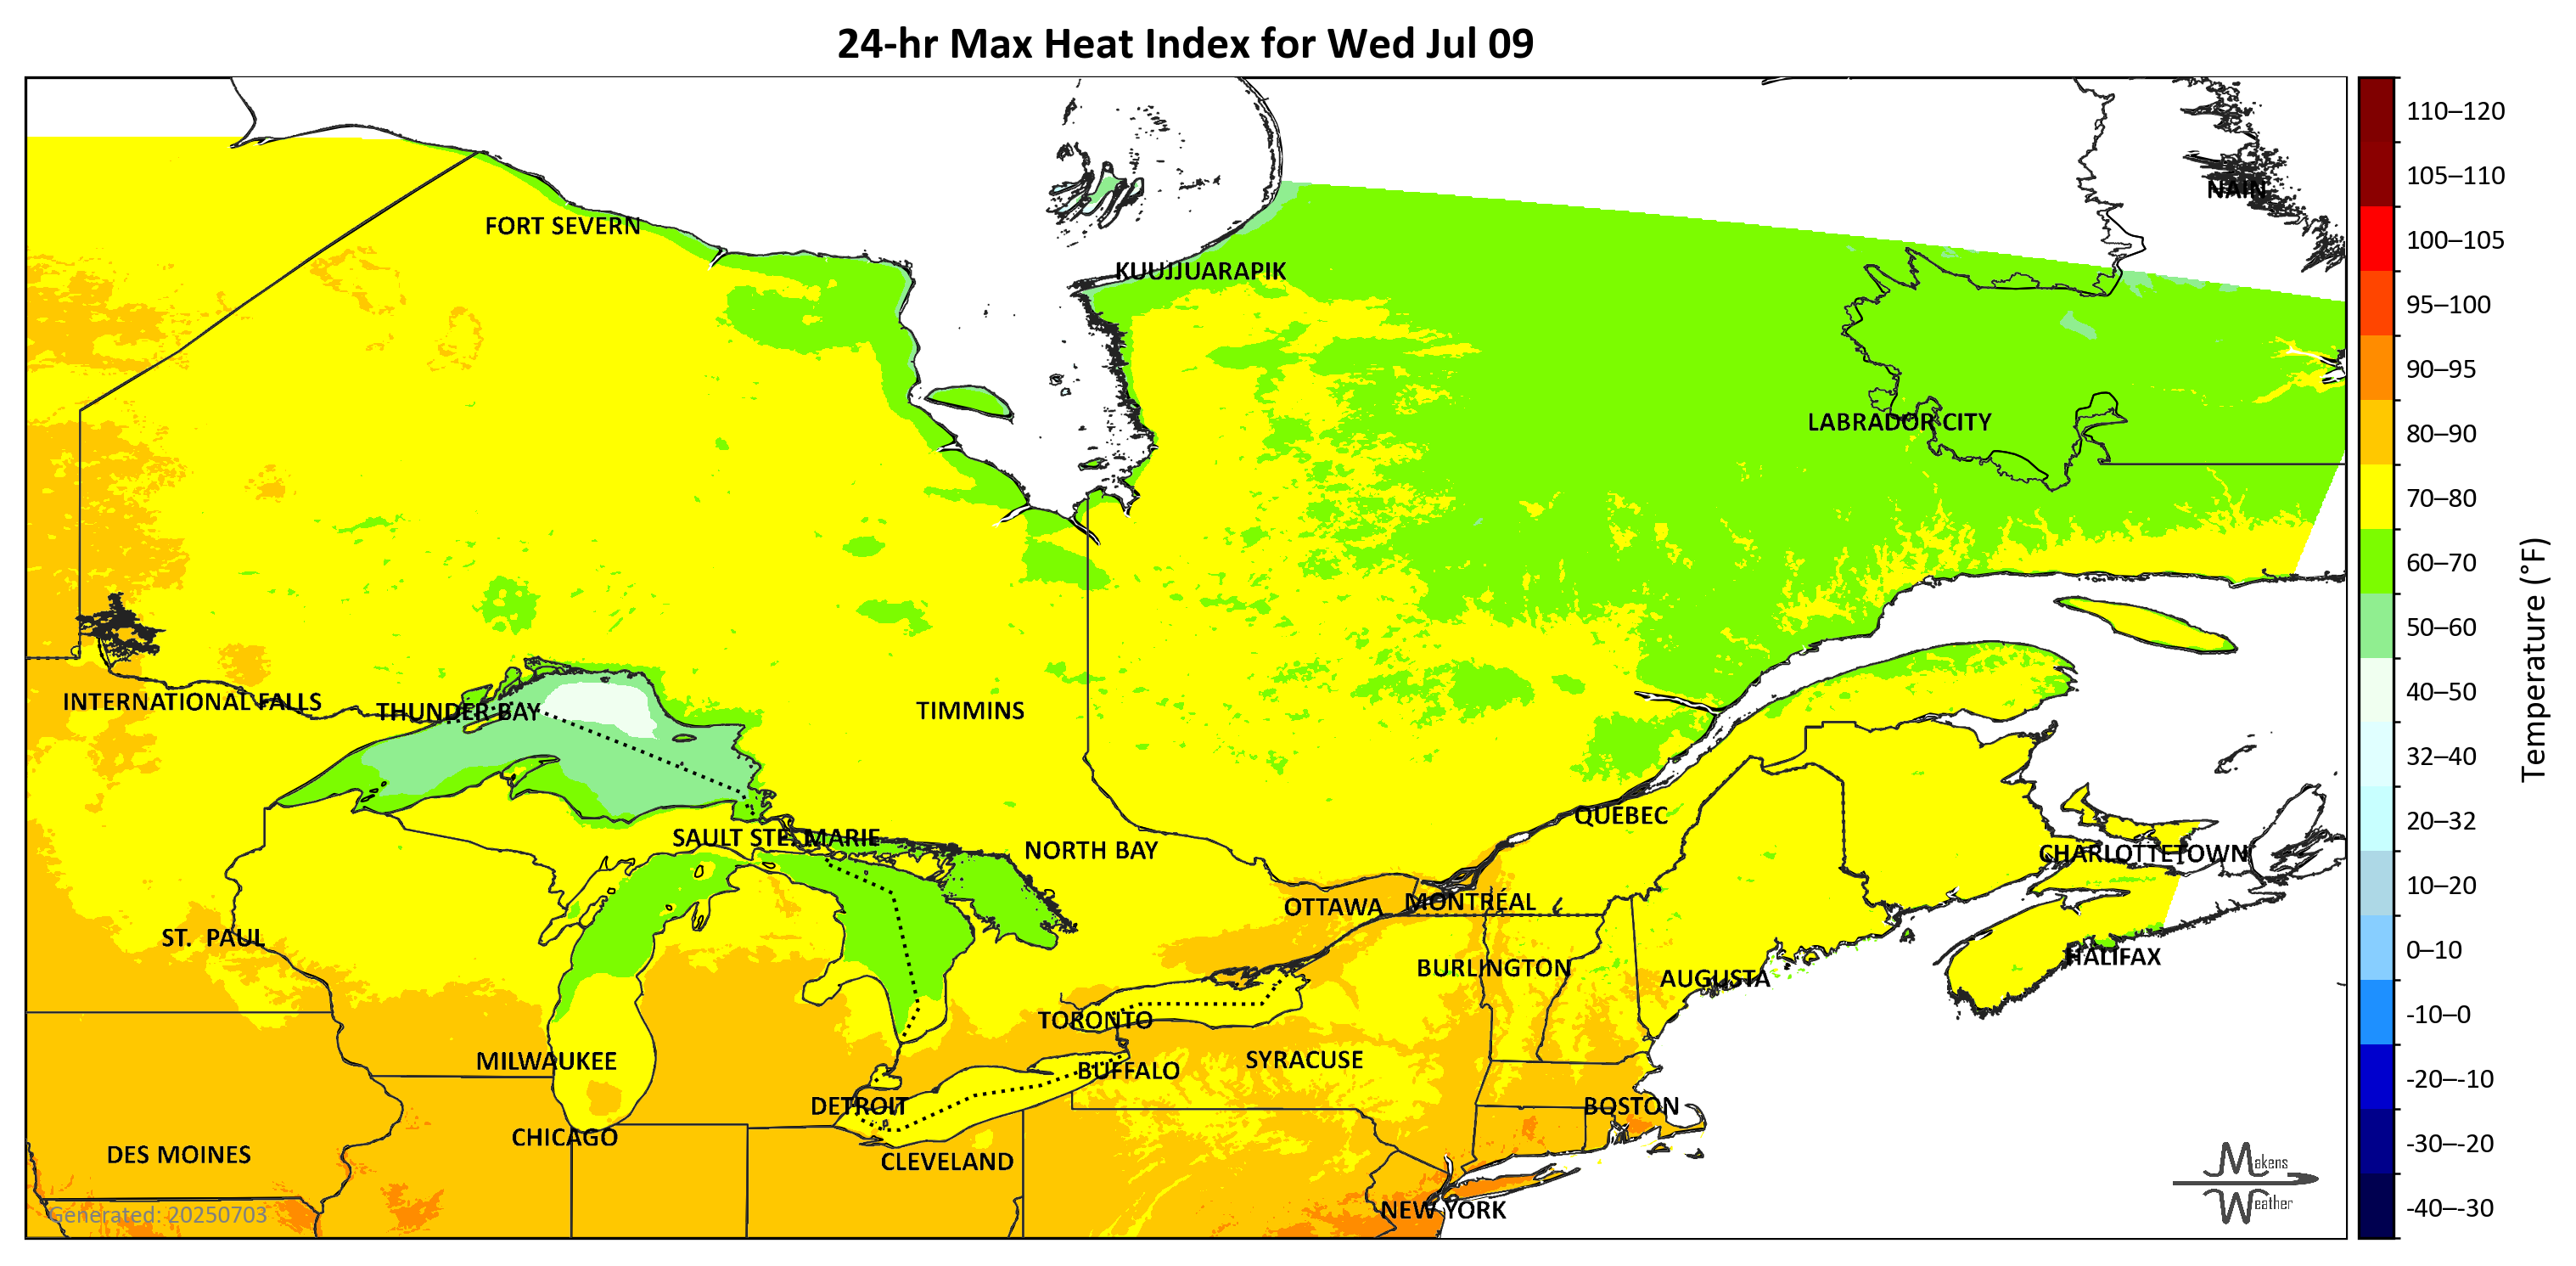 24-hr Max Heat Index for Wed Jul 09
110–120
105–110
NAIN
FORT SEVERN
100–105
KUUJJUARAPIK
95–100
90–95
LABRADOR CITY
80–90
70–80
60–70
50–60
Temperature (°F)
40–50
INTERNATIONAL FALLS
THUNDER BAY
TIMMINS
32–40
QUÉBEC
20–32
SAULT STE. MARIE
NORTH BAY
CHARLOTTETOWN
10–20
MONTRÉAL
OTTAWA
ST. PAUL
0–10
HALIFAX
BURLINGTON
AUGUSTA
-10–0
TORONTO
MILWAUKEE
SYRACUSE
BUFFALO
-20–-10
DETROIT
BOSTON
CHICAGO
-30–-20
DES MOINES
CLEVELAND
Makens
Weather
-40–-30
NEW YORK
Generated: 20250703